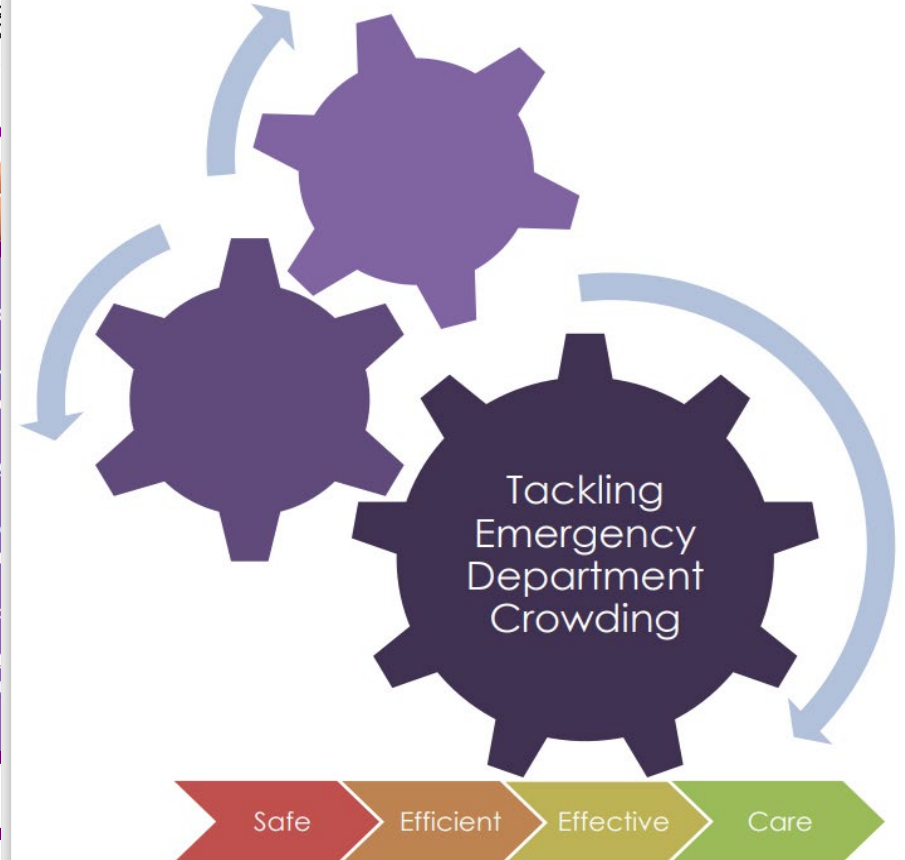 Tackling
Emergency
Department
Crowding
Safe Efficient Effective Care